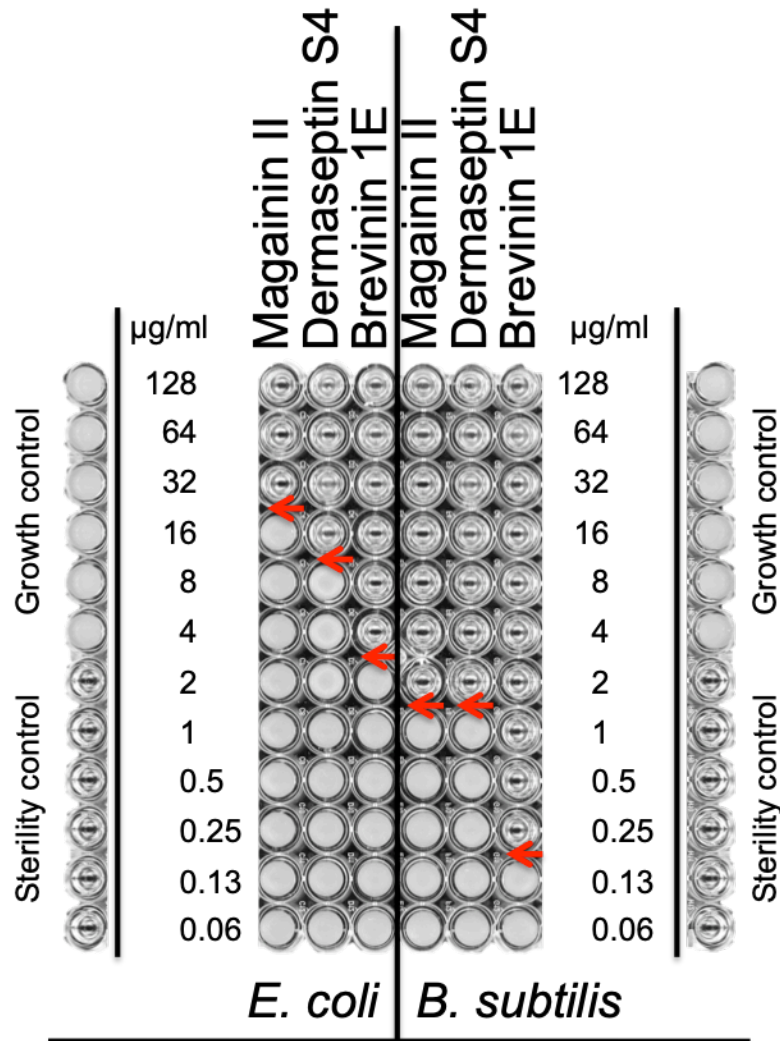 Magainin II
Dermaseptin S4
Brevinin 1E
Magainin II
Dermaseptin S4
Brevinin 1E
µg/ml
µg/ml
128
128
64
64
32
32
16
16
8
8
4
4
2
2
1
1
0.5
0.5
0.25
0.25
0.13
0.13
0.06
0.06
Growth control
Sterility control
Growth control
Sterility control
E. coli
B. subtilis